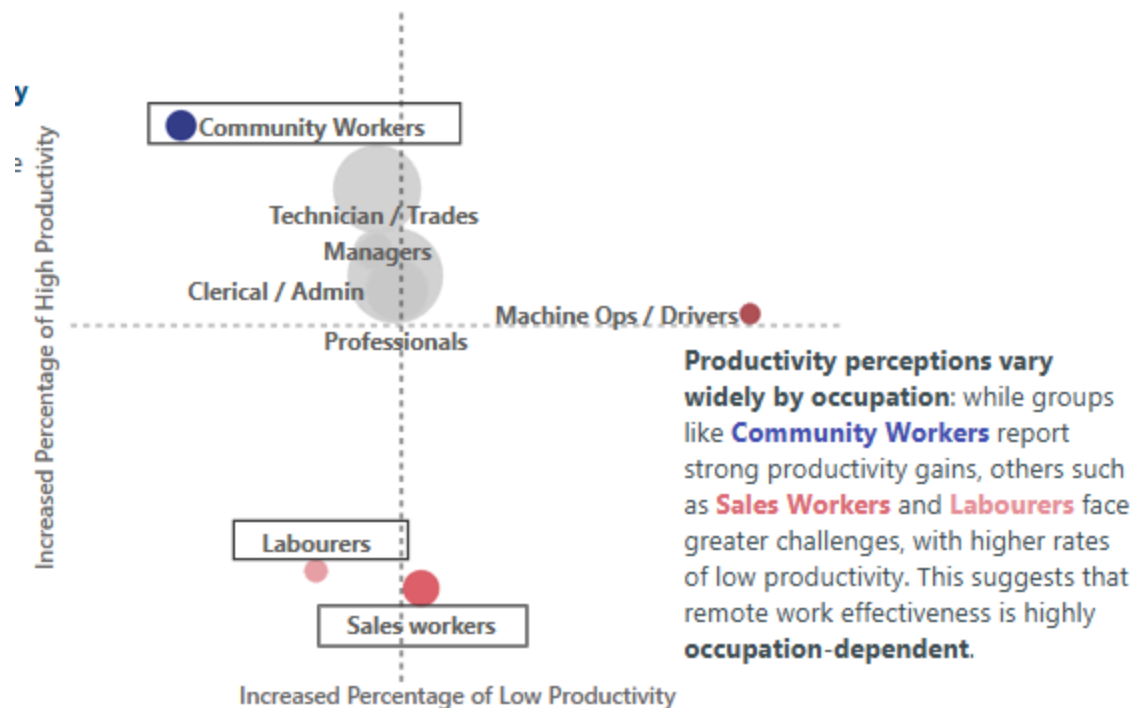 y
e
Increased Percentage of High Productivity
Community Workers
Technician / Trades
Managers
Clerical / Admin
Machine Ops / Drivers
Professionals
Labourers
Sales workers
Increased Percentage of Low Productivity
Productivity perceptions vary
widely by occupation: while groups
like Community Workers report
strong productivity gains, others such
as Sales Workers and Labourers face
greater challenges, with higher rates
of low productivity. This suggests that
remote work effectiveness is highly
occupation-dependent.